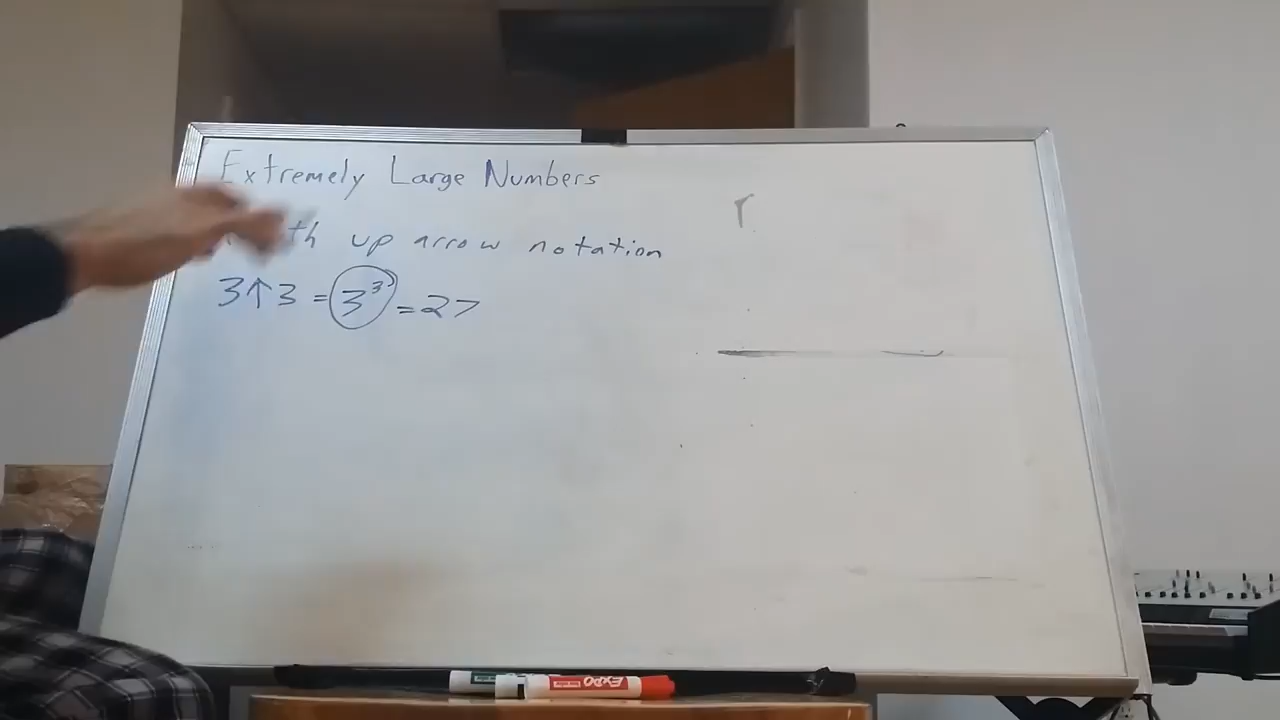 Extremely Large Numbers
up arrow notation
3↑3 = 3³ = 27
EXPO